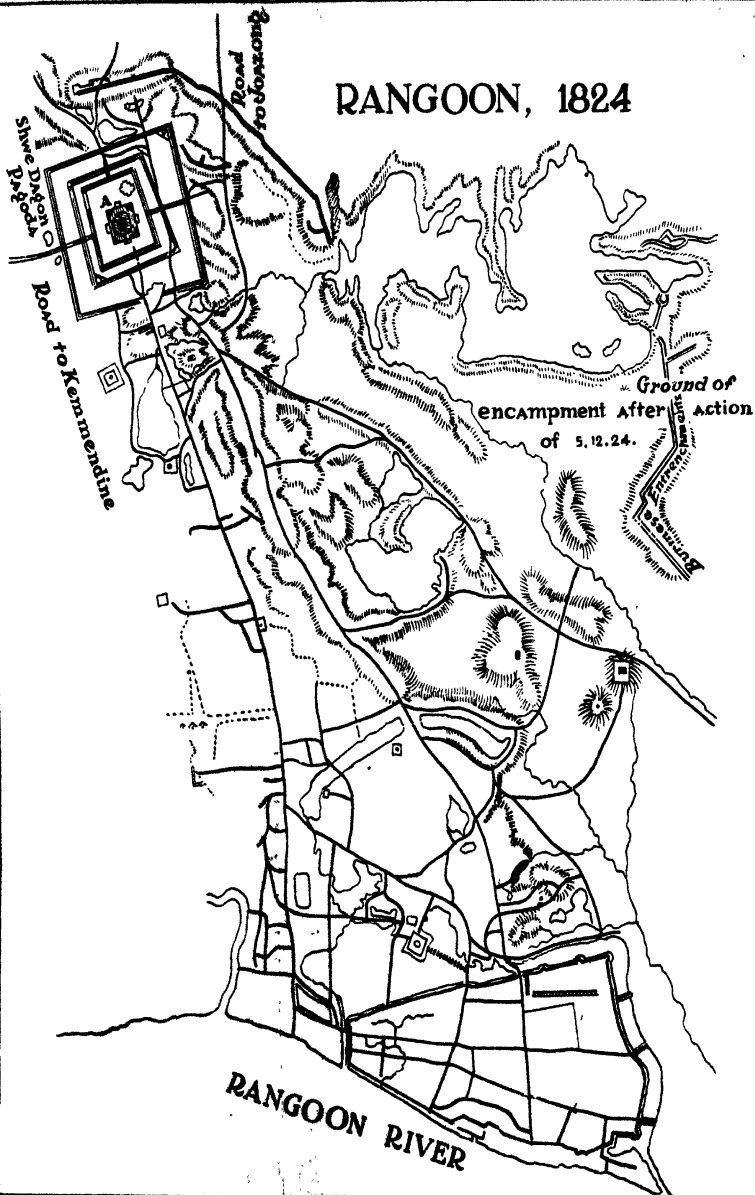 RANGOON, 1824
Road
to Joazong
Shwe Dagon
Pagoda
A
Road to Kemmendine
Ground of
encampment After Action
of 5.12.24.
Burmese Entrenchments
RANGOON RIVER